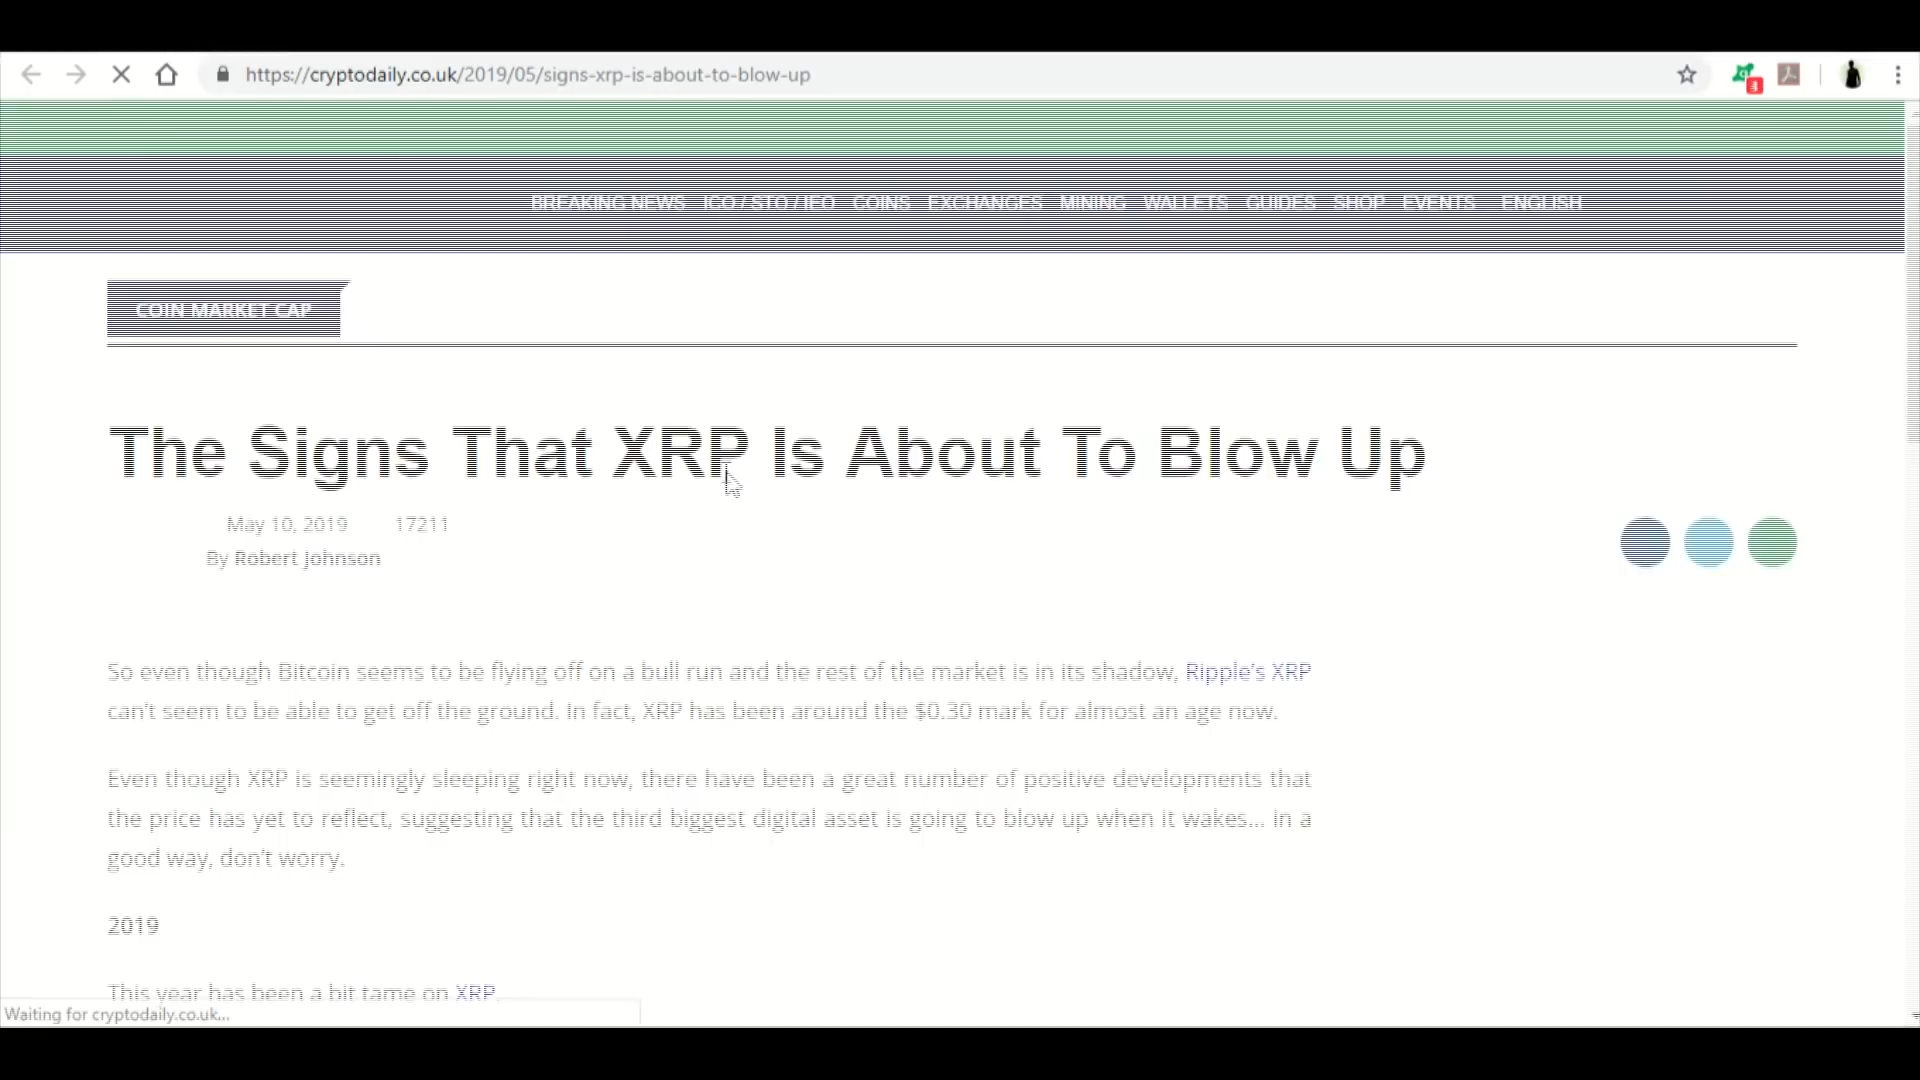 https://cryptodaily.co.uk/2019/05/signs-xrp-is-about-to-blow-up
4
BREAKING NEWS ICO / STO / IEO COINS EXCHANGES MINING WALLETS GUIDES SHOP EVENTS ENGLISH
COIN MARKET CAP
The Signs That XRP Is About To Blow Up
May 10, 2019 17211
By Robert Johnson
So even though Bitcoin seems to be flying off on a bull run and the rest of the market is in its shadow, Ripple's XRP
can't seem to be able to get off the ground. In fact, XRP has been around the $0.30 mark for almost an age now.
Even though XRP is seemingly sleeping right now, there have been a great number of positive developments that
the price has yet to reflect, suggesting that the third biggest digital asset is going to blow up when it wakes… in a
good way, don't worry.
2019
This year has been a bit tame on XRP.
Waiting for cryptodaily.co.uk...